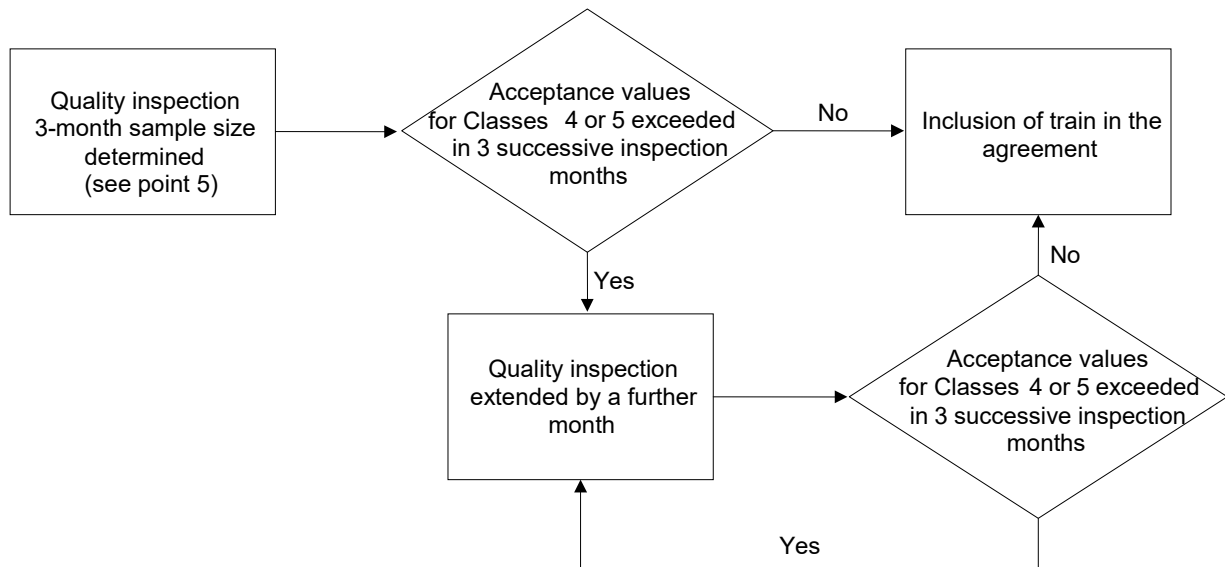 Quality inspection
3-month sample size
determined
(see point 5)
Acceptance values
for Classes 4 or 5 exceeded
in 3 successive inspection
months
No
Inclusion of train in the
agreement
Yes
No
Quality inspection
extended by a further
month
Acceptance values
for Classes 4 or 5 exceeded
in 3 successive inspection
months
Yes